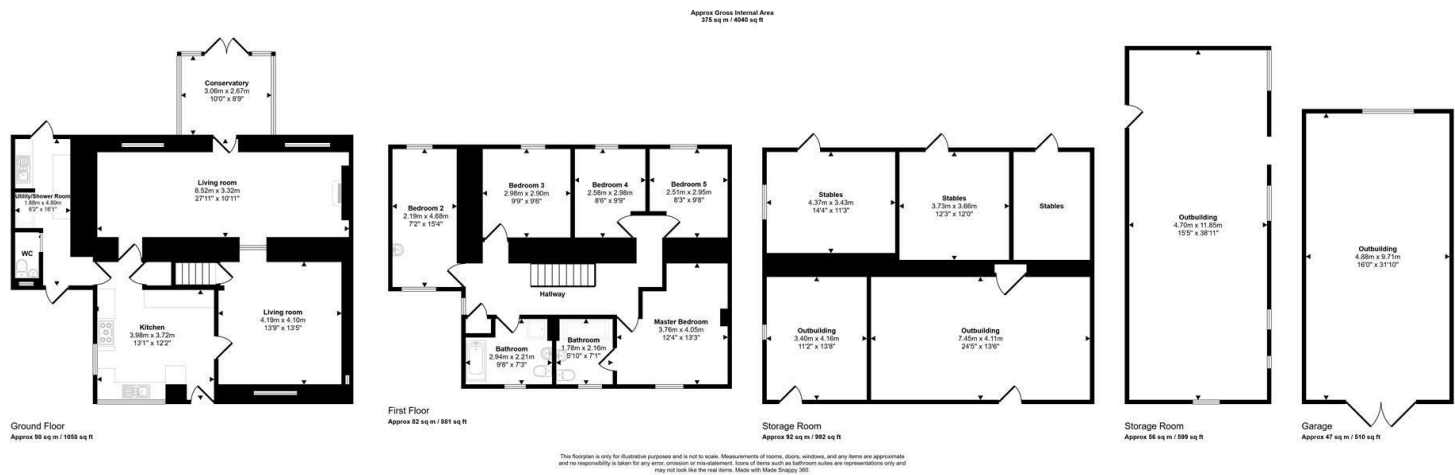 Approx Gross Internal Area
375 sq m / 4040 sq ft
Conservatory
3.06m x 2.67m
10'0" x 8'9"
Living room
8.52m x 3.32m
27'11" x 10'11"
Utility/Shower Room
1.89m x 4.89m
6'2" x 16'1"
WC
Kitchen
3.98m x 3.72m
13'1" x 12'2"
Living room
4.19m x 4.10m
13'9" x 13'5"
Ground Floor
Approx 98 sq m / 1058 sq ft
Bedroom 2
2.19m x 4.68m
7'2" x 15'4"
Bedroom 3
2.98m x 2.90m
9'9" x 9'6"
Bedroom 4
2.58m x 2.98m
8'6" x 9'9"
Bedroom 5
2.51m x 2.95m
8'3" x 9'8"
Hallway
Bathroom
2.94m x 2.21m
9'8" x 7'3"
Bathroom
1.78m x 2.16m
5'10" x 7'1"
Master Bedroom
3.76m x 4.05m
12'4" x 13'3"
First Floor
Approx 82 sq m / 881 sq ft
Stables
4.37m x 3.43m
14'4" x 11'3"
Stables
3.73m x 3.66m
12'3" x 12'0"
Stables
Outbuilding
3.40m x 4.16m
11'2" x 13'8"
Outbuilding
7.45m x 4.11m
24'5" x 13'6"
Storage Room
Approx 92 sq m / 992 sq ft
Outbuilding
4.70m x 11.85m
15'5" x 38'11"
Storage Room
Approx 56 sq m / 599 sq ft
Outbuilding
4.88m x 9.71m
16'0" x 31'10"
Garage
Approx 47 sq m / 510 sq ft
This floorplan is only for illustrative purposes and is not to scale. Measurements of rooms, doors, windows, and any items are approximate
and no responsibility is taken for any error, omission or mis-statement. Icons of items such as bathroom suites are representations only and
may not look like the real items. Made with Made Snappy 360.